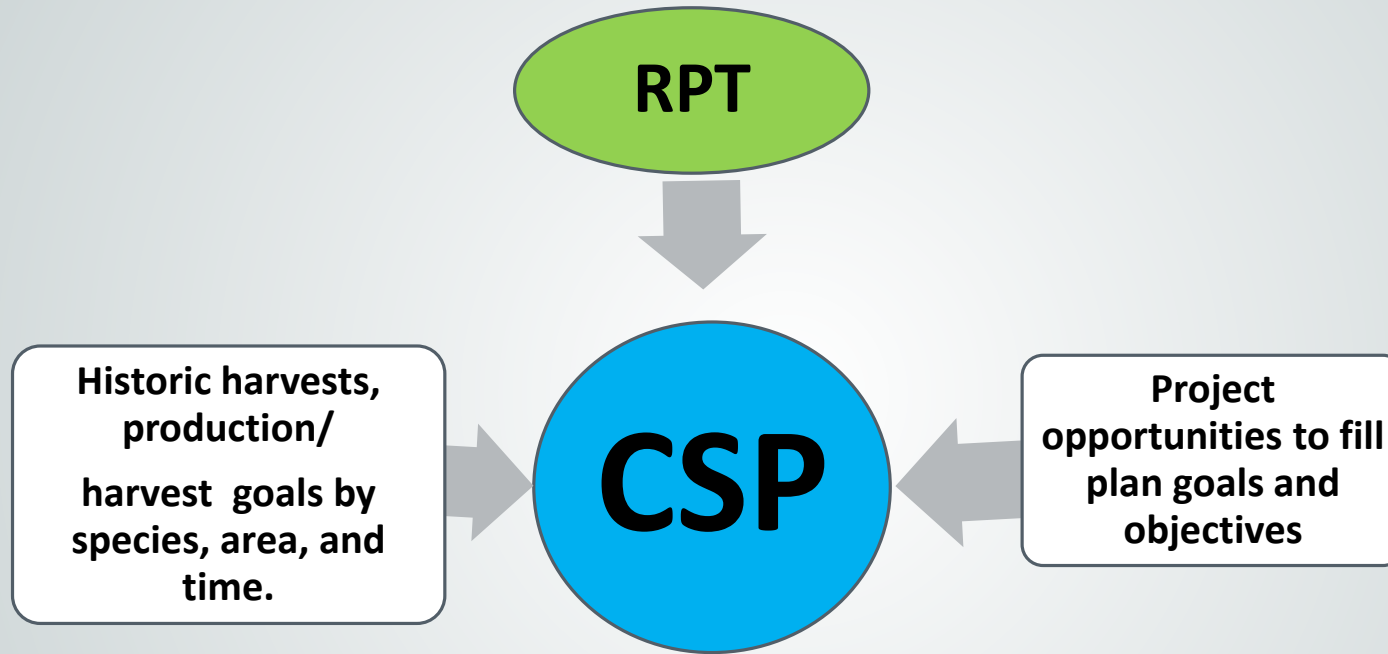 RPT
Historic harvests,
production/
harvest goals by
species, area, and
time.
CSP
Project
opportunities to fill
plan goals and
objectives